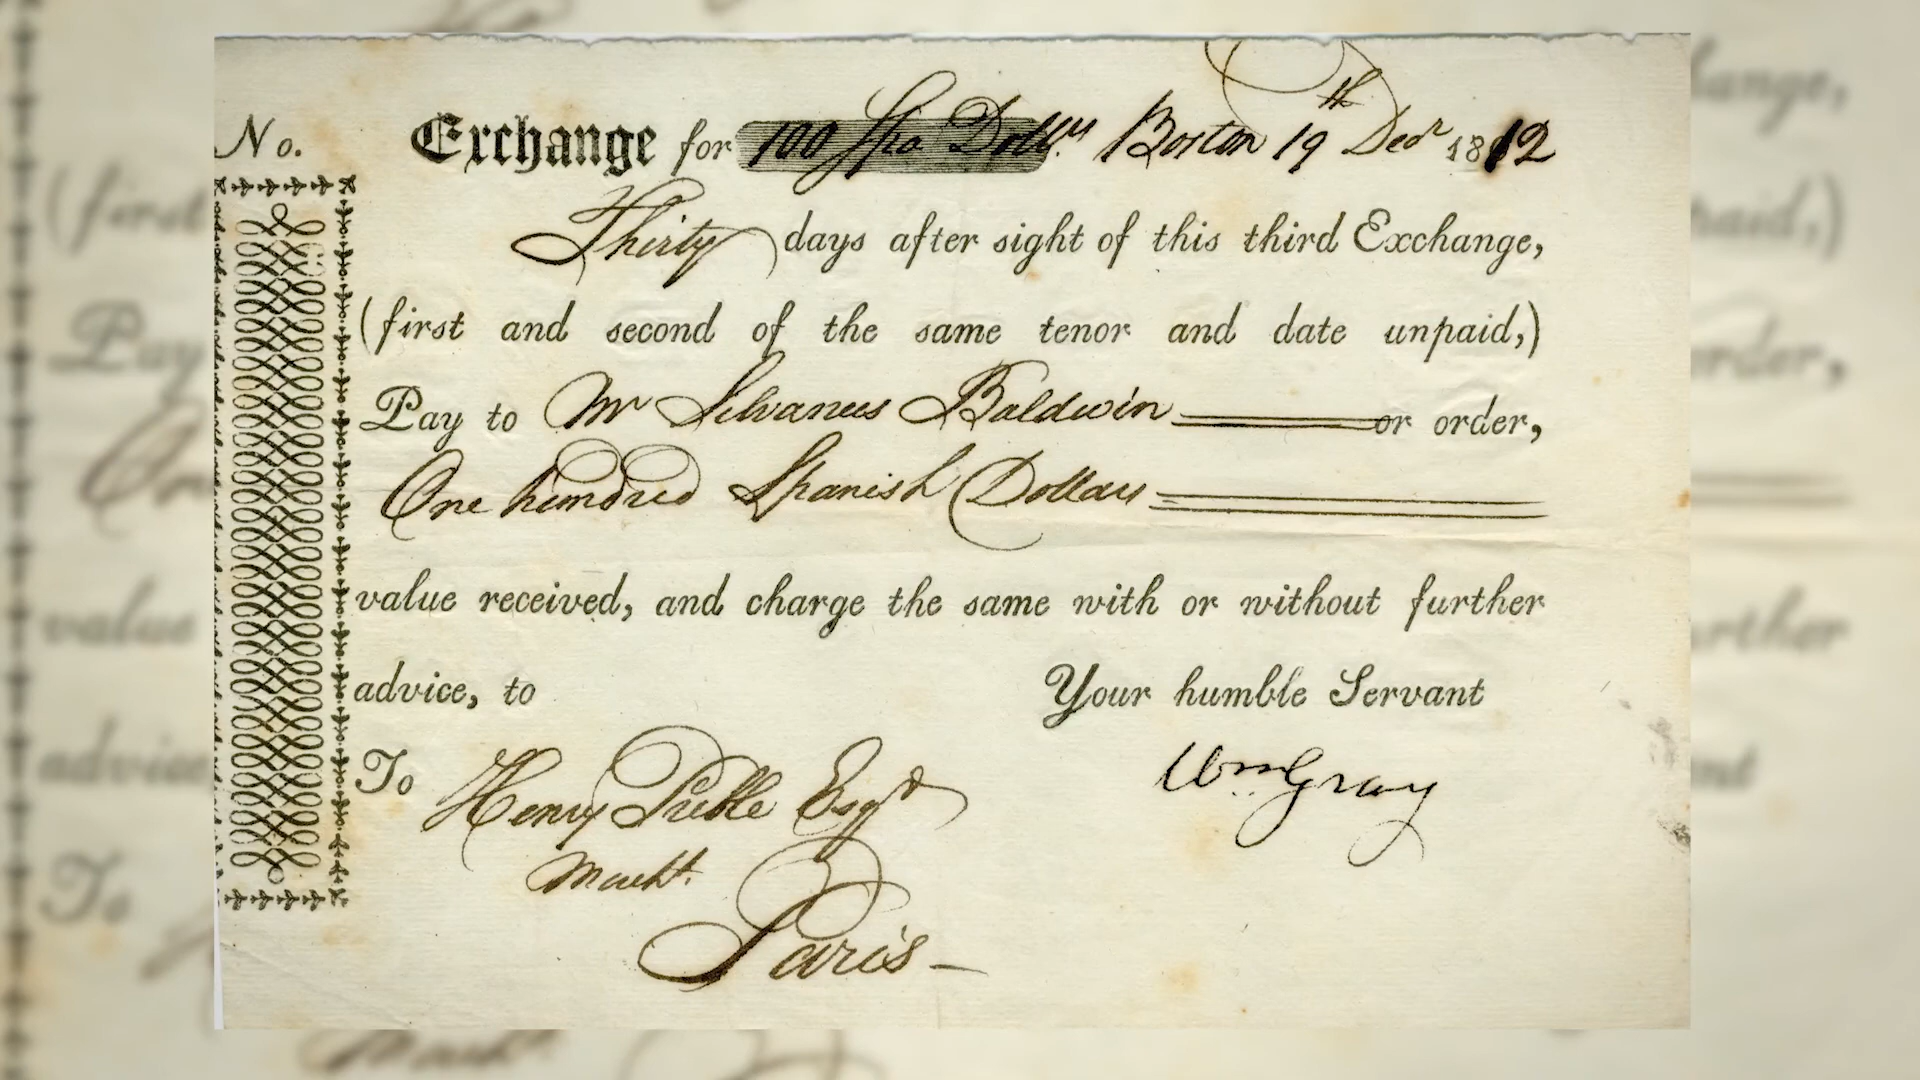 No.
Exchange for 100 Spa Dollrs Boston 19th Decr 1812
Thirty days after sight of this third Exchange,
(first and second of the same tenor and date unpaid,)
Pay to Mr Silvanus Baldwin or order,
One hundred Spanish Dollars
value received, and charge the same with or without further
advice, to Your humble Servant
To Henry Preble Esqr Wm Gray
Mercht.
Paris